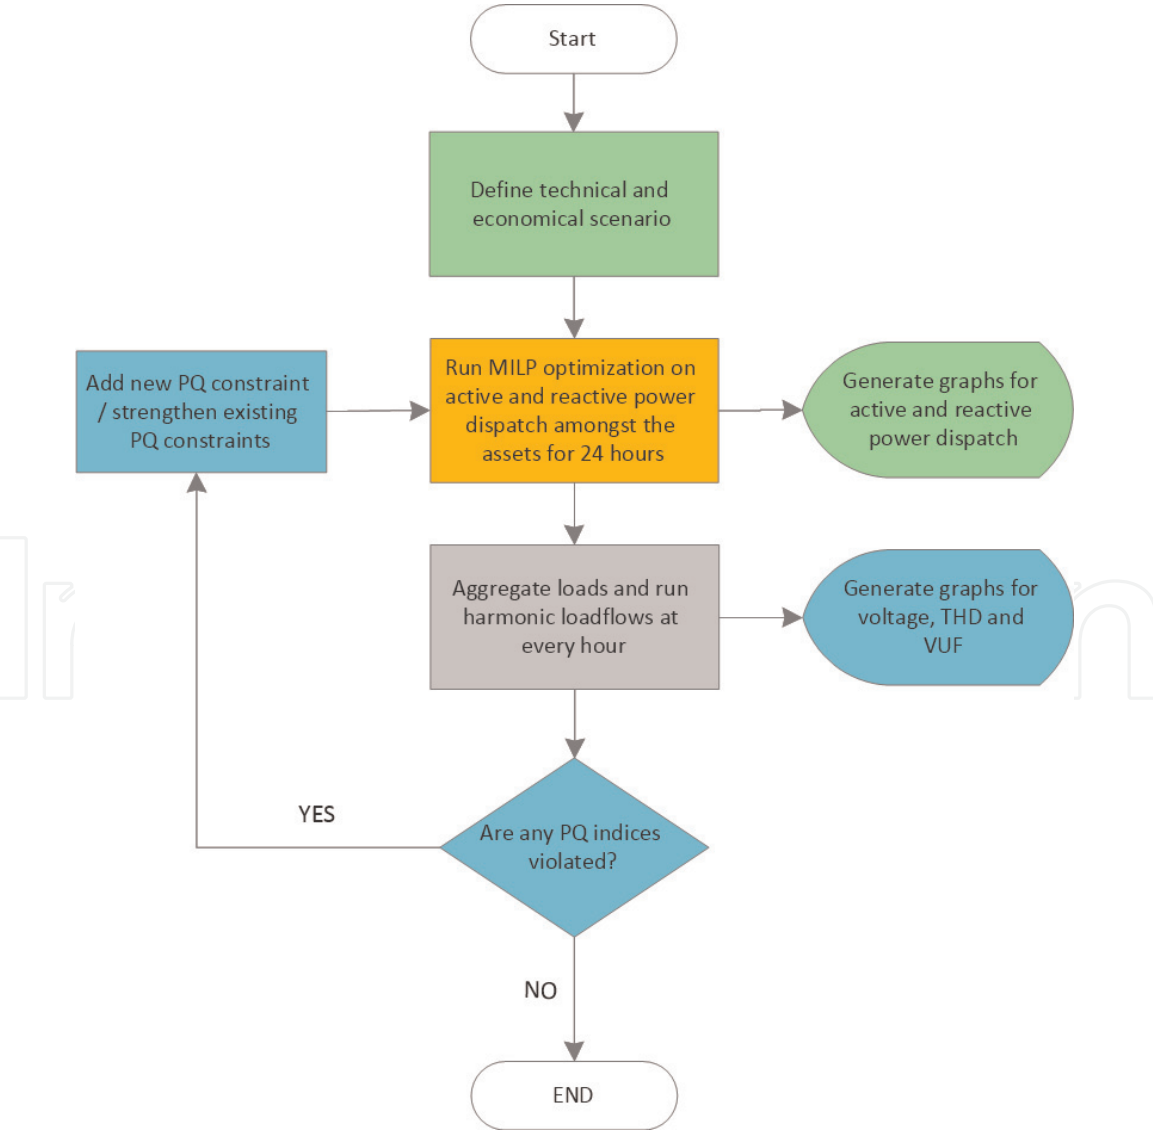 Start
Define technical and
economical scenario
Add new PQ constraint
/ strengthen existing
PQ constraints
Run MILP optimization on
active and reactive power
dispatch amongst the
assets for 24 hours
Generate graphs for
active and reactive
power dispatch
Aggregate loads and run
harmonic loadflows at
every hour
Generate graphs for
voltage, THD and
VUF
YES
Are any PQ indices
violated?
NO
END